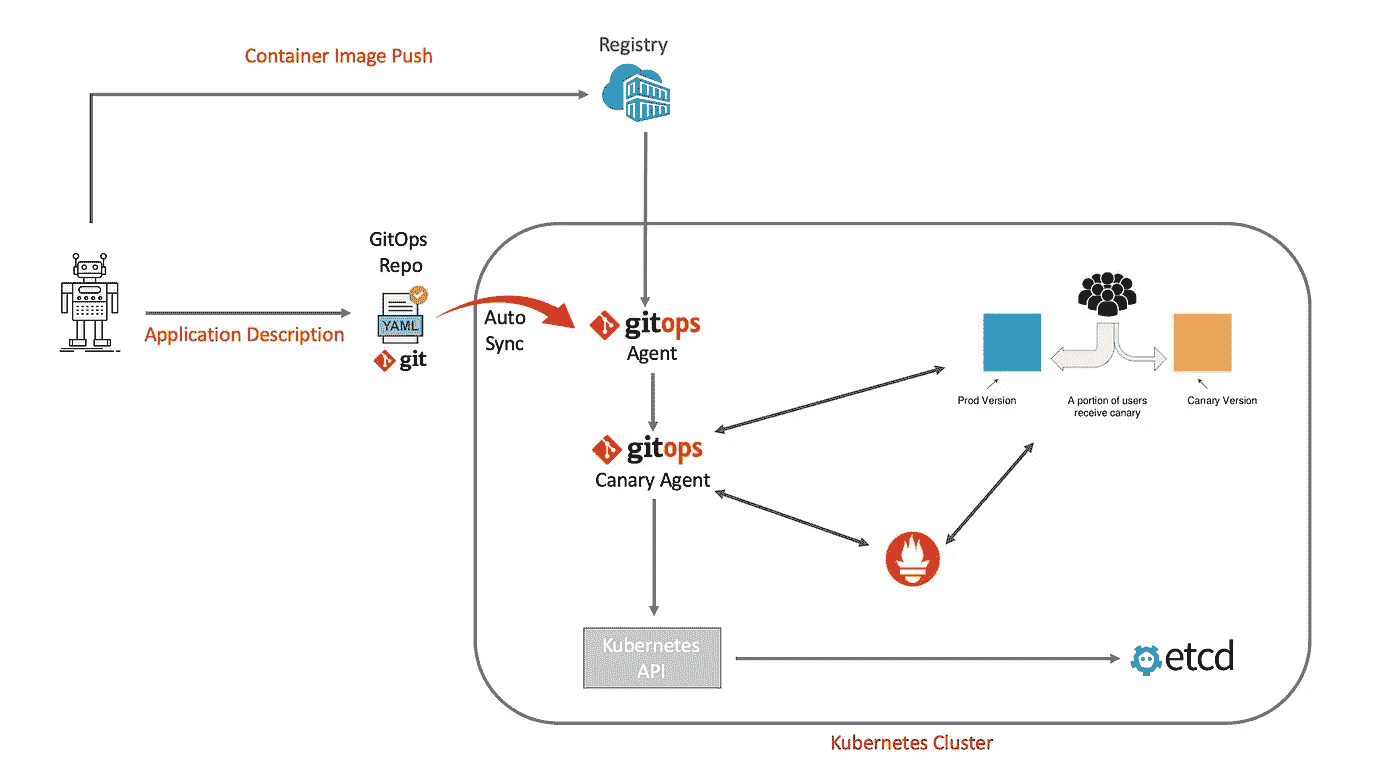 Container Image Push
Registry
GitOps
Repo
YAML
git
Application Description
Auto
Sync
gitops
Agent
gitops
Canary Agent
Prod Version
A portion of users
receive canary
Canary Version
Kubernetes
API
etcd
Kubernetes Cluster